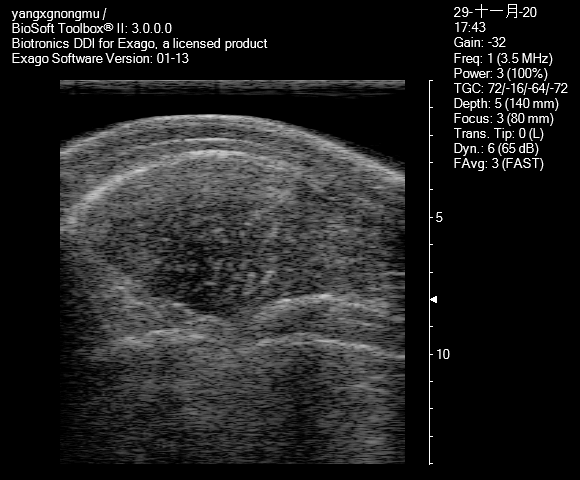 yangxgnongmu /
BioSoft Toolbox® II: 3.0.0.0
Biotronics DDI for Exago, a licensed product
Exago Software Version: 01-13
29-十一月-20
17:43
Gain: -32
Freq: 1 (3.5 MHz)
Power: 3 (100%)
TGC: 72/-16/-64/-72
Depth: 5 (140 mm)
Focus: 3 (80 mm)
Trans. Tip: 0 (L)
Dyn.: 6 (65 dB)
FAvg: 3 (FAST)
5
10